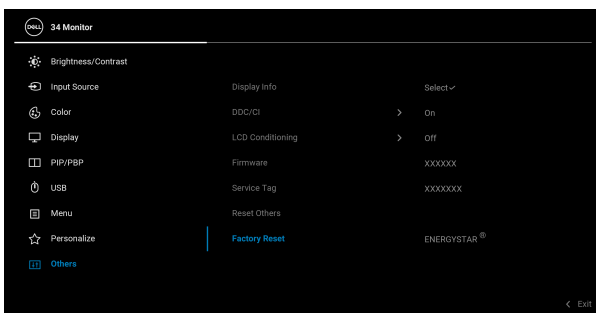 DELL 34 Monitor
Brightness/Contrast
Input Source Display Info Select✓
Color DDC/CI > On
Display LCD Conditioning > Off
PIP/PBP Firmware XXXXXX
USB Service Tag XXXXXXX
Menu Reset Others
Personalize Factory Reset ENERGYSTAR ®
Others
< Exit